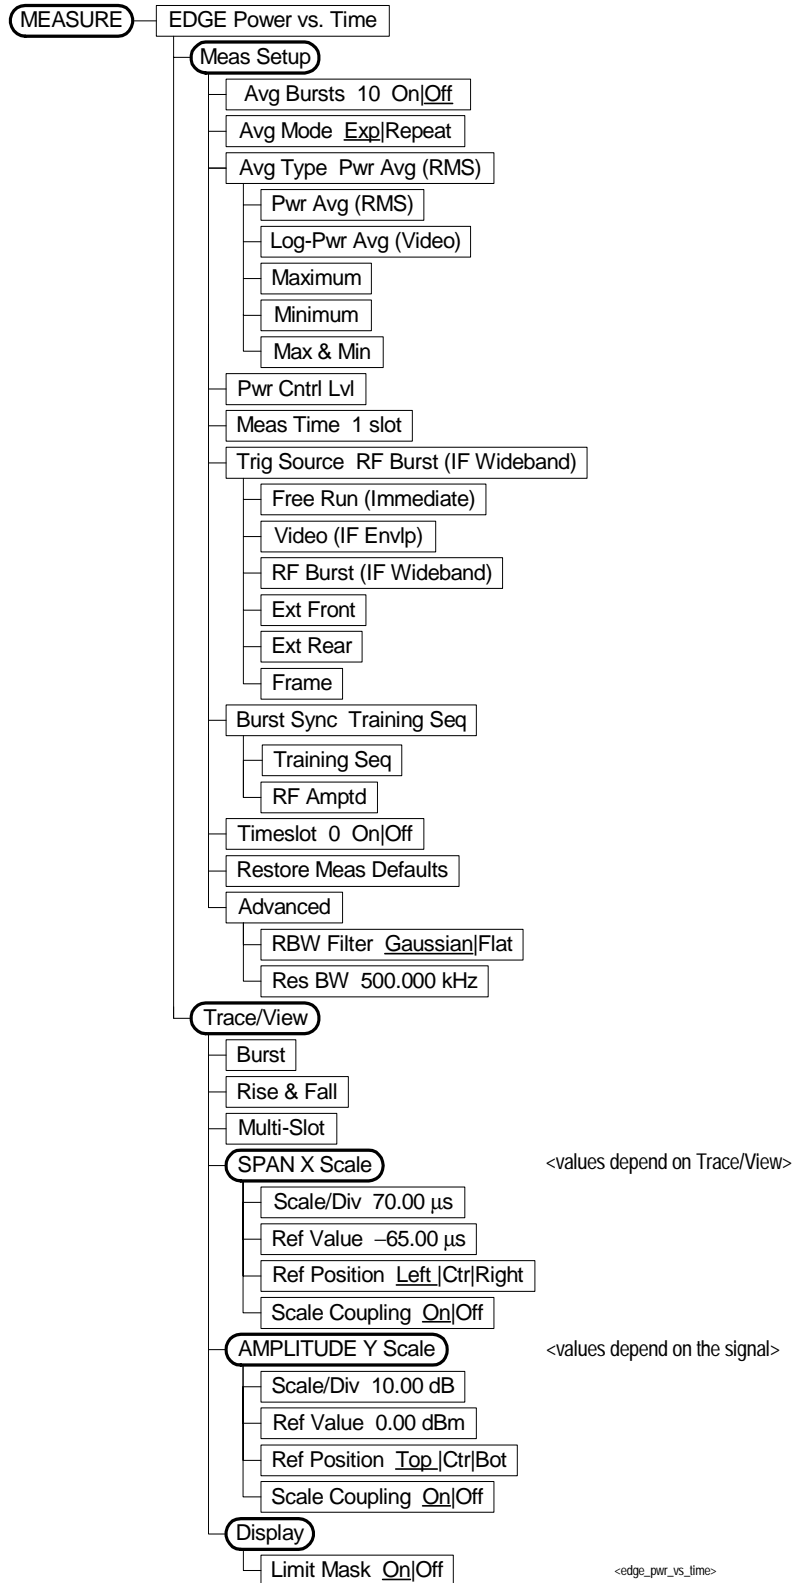 MEASURE EDGE Power vs. Time
Meas Setup
Avg Bursts 10 On|Off
Avg Mode Exp|Repeat
Avg Type Pwr Avg (RMS)
Pwr Avg (RMS)
Log-Pwr Avg (Video)
Maximum
Minimum
Max & Min
Pwr Cntrl Lvl
Meas Time 1 slot
Trig Source RF Burst (IF Wideband)
Free Run (Immediate)
Video (IF Envlp)
RF Burst (IF Wideband)
Ext Front
Ext Rear
Frame
Burst Sync Training Seq
Training Seq
RF Amptd
Timeslot 0 On|Off
Restore Meas Defaults
Advanced
RBW Filter Gaussian|Flat
Res BW 500.000 kHz
Trace/View
Burst
Rise & Fall
Multi-Slot
SPAN X Scale <values depend on Trace/View>
Scale/Div 70.00 µs
Ref Value −65.00 µs
Ref Position Left |Ctr|Right
Scale Coupling On|Off
AMPLITUDE Y Scale <values depend on the signal>
Scale/Div 10.00 dB
Ref Value 0.00 dBm
Ref Position Top |Ctr|Bot
Scale Coupling On|Off
Display
Limit Mask On|Off <edge_pwr_vs_time>